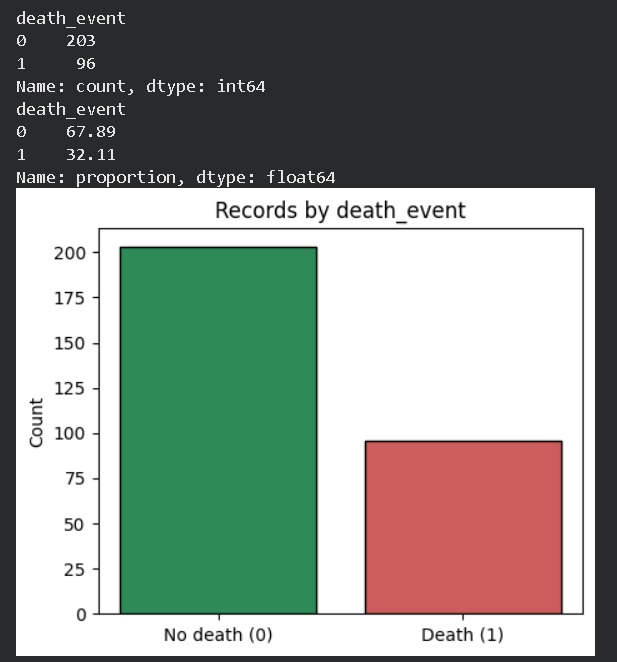 death_event
0    203
1     96
Name: count, dtype: int64
death_event
0    67.89
1    32.11
Name: proportion, dtype: float64
Records by death_event
200
175
150
125
100
75
50
25
0
Count
No death (0)
Death (1)